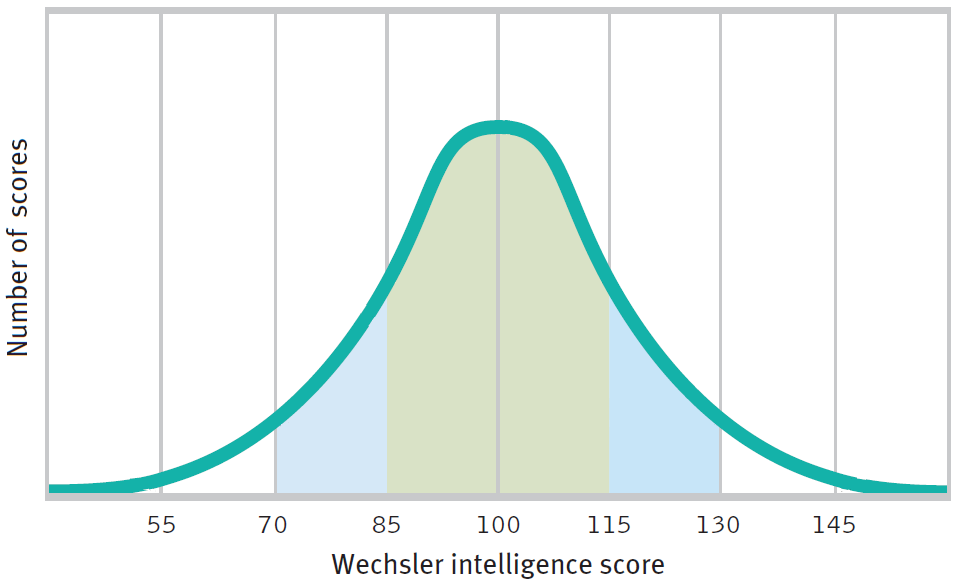 Number of scores
55 70 85 100 115 130 145
Wechsler intelligence score